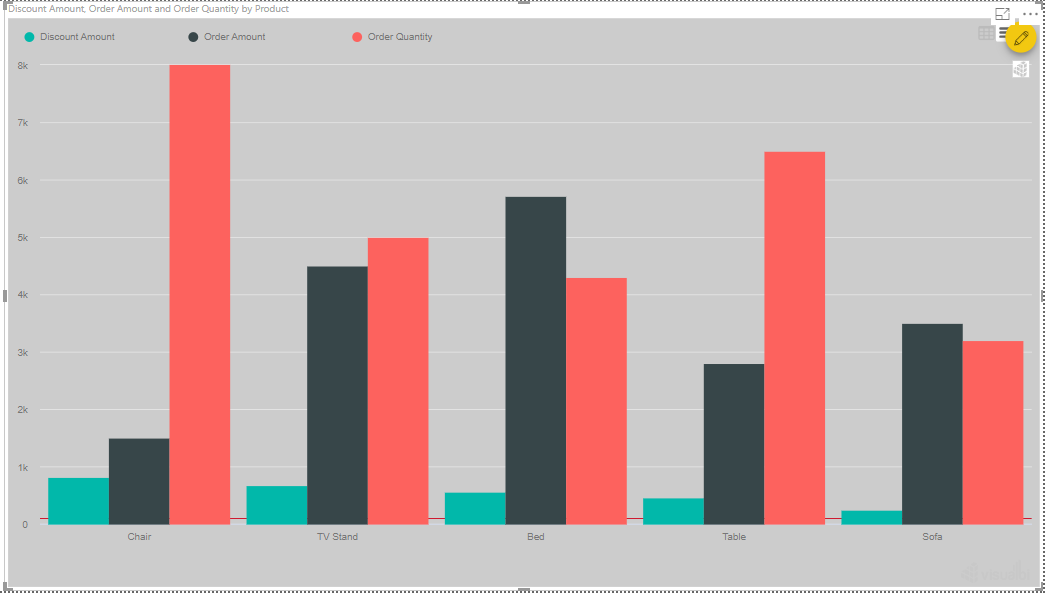 Discount Amount, Order Amount and Order Quantity by Product
Discount Amount Order Amount Order Quantity
8k
7k
6k
5k
4k
3k
2k
1k
0
Chair TV Stand Bed Table Sofa